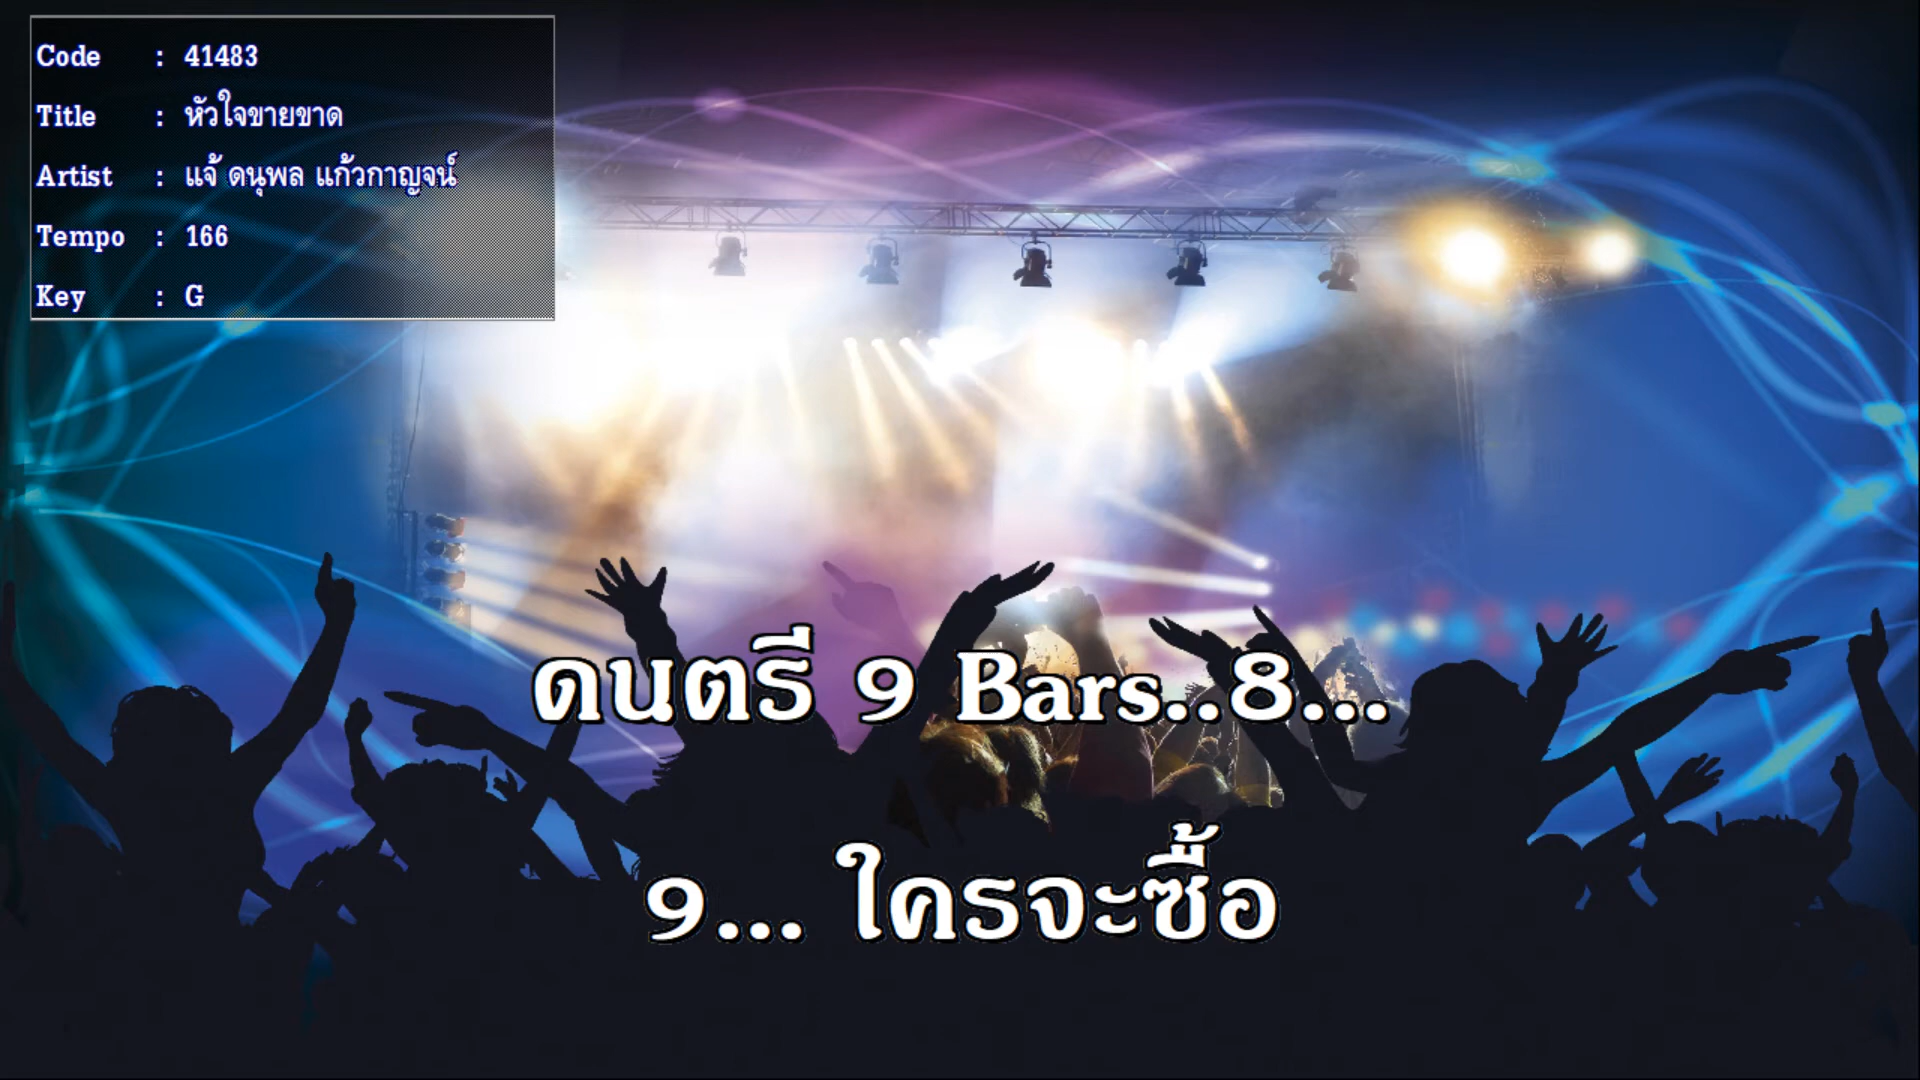 Code : 41483
Title : หัวใจขายขาด
Artist : แจ้ ดนุพล แก้วกาญจน์
Tempo : 166
Key : G
ดนตรี 9 Bars..8...
9... ใครจะซื้อ